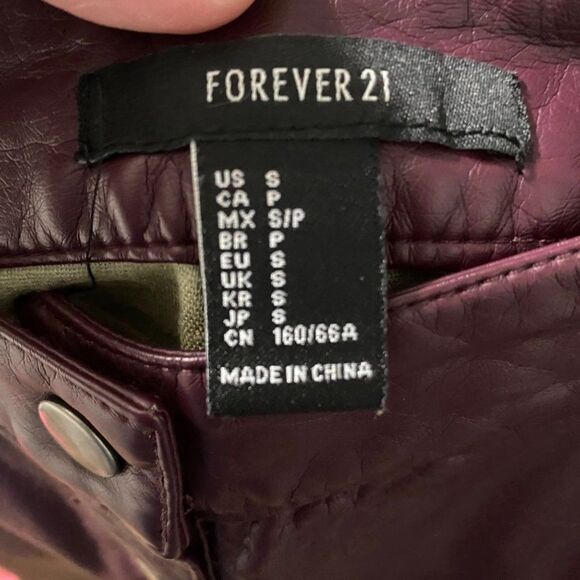 FOREVER 21
US S
CA P
MX S/P
BR P
EU S
UK S
KR S
JP S
CN 160/66A
MADE IN CHINA